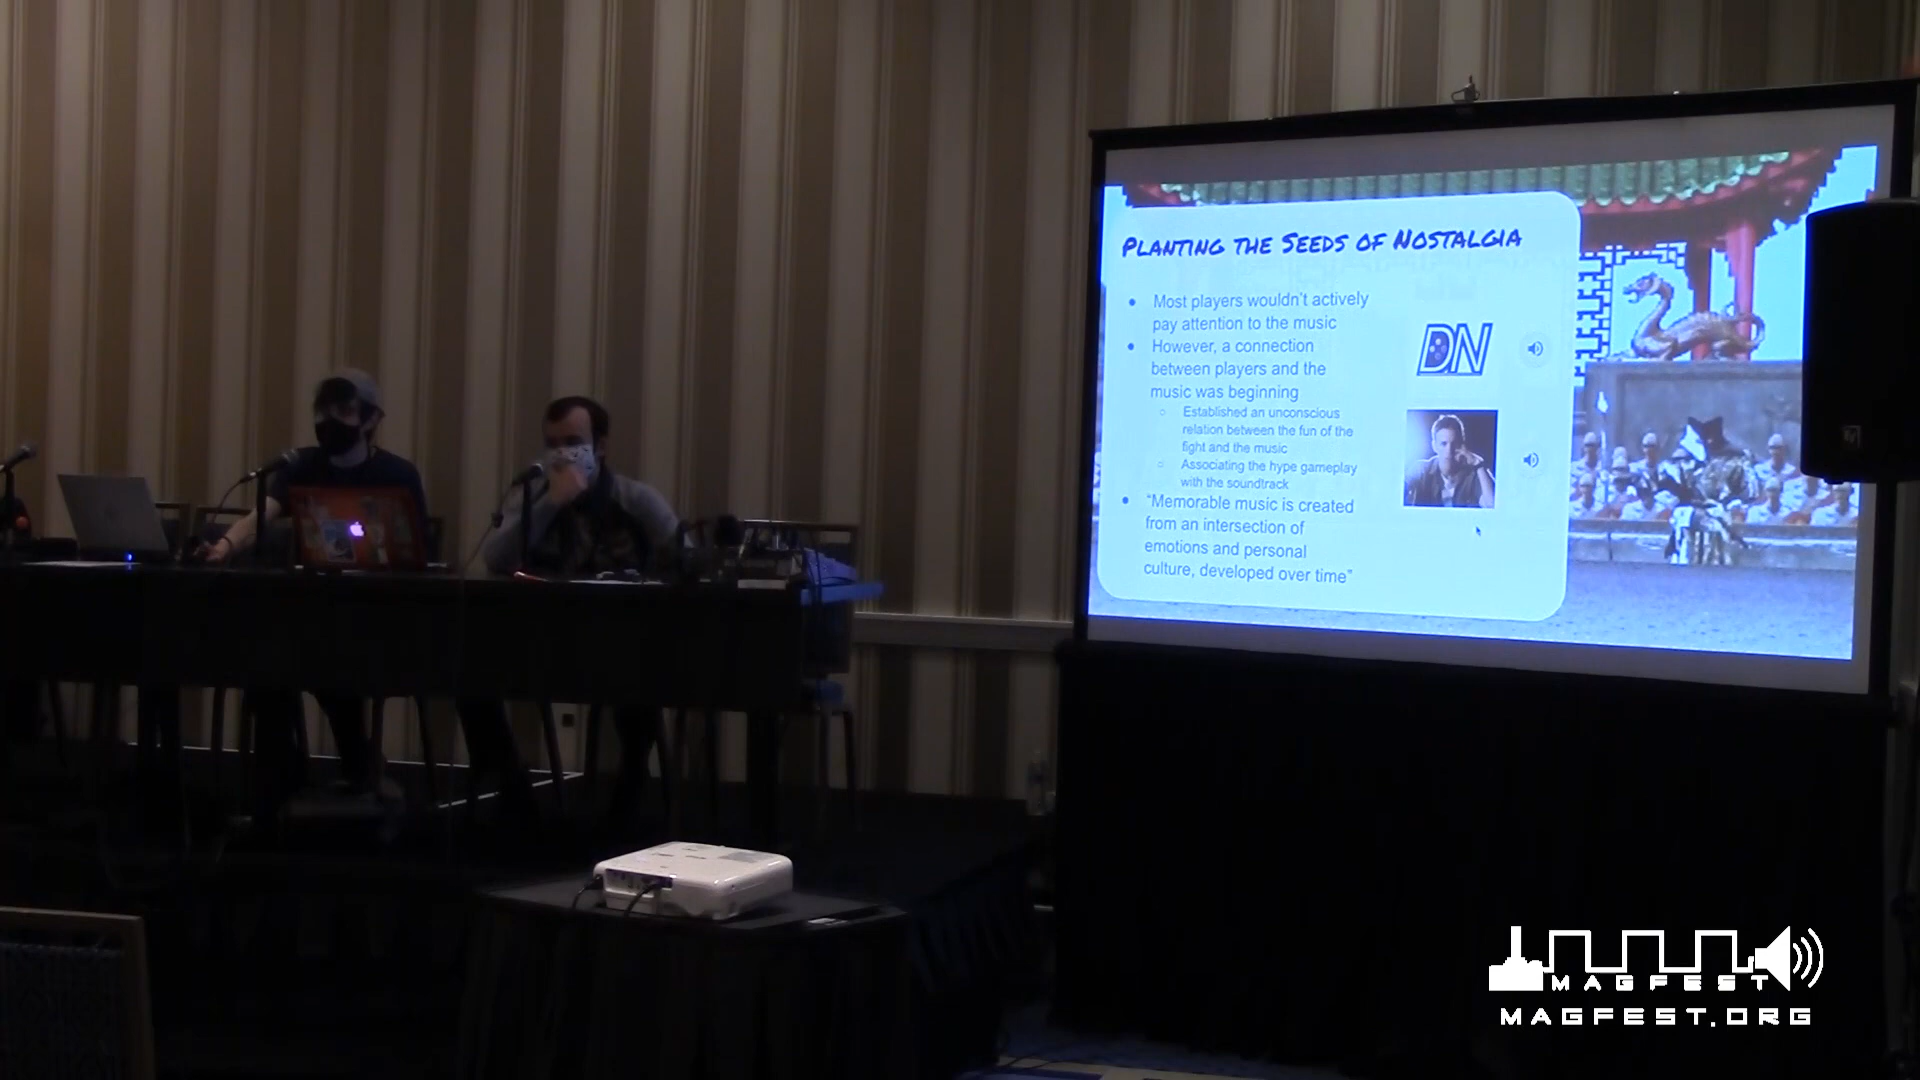 PLANTING THE SEEDS OF NOSTALGIA
Most players wouldn't actively
pay attention to the music
However, a connection
between players and the
music was beginning
Established an unconscious
relation between the fun of the
fight and the music
Associating the hype gameplay
with the soundtrack
"Memorable music is created
from an intersection of
emotions and personal
culture, developed over time"
DN
MAGFEST
MAGFEST.ORG